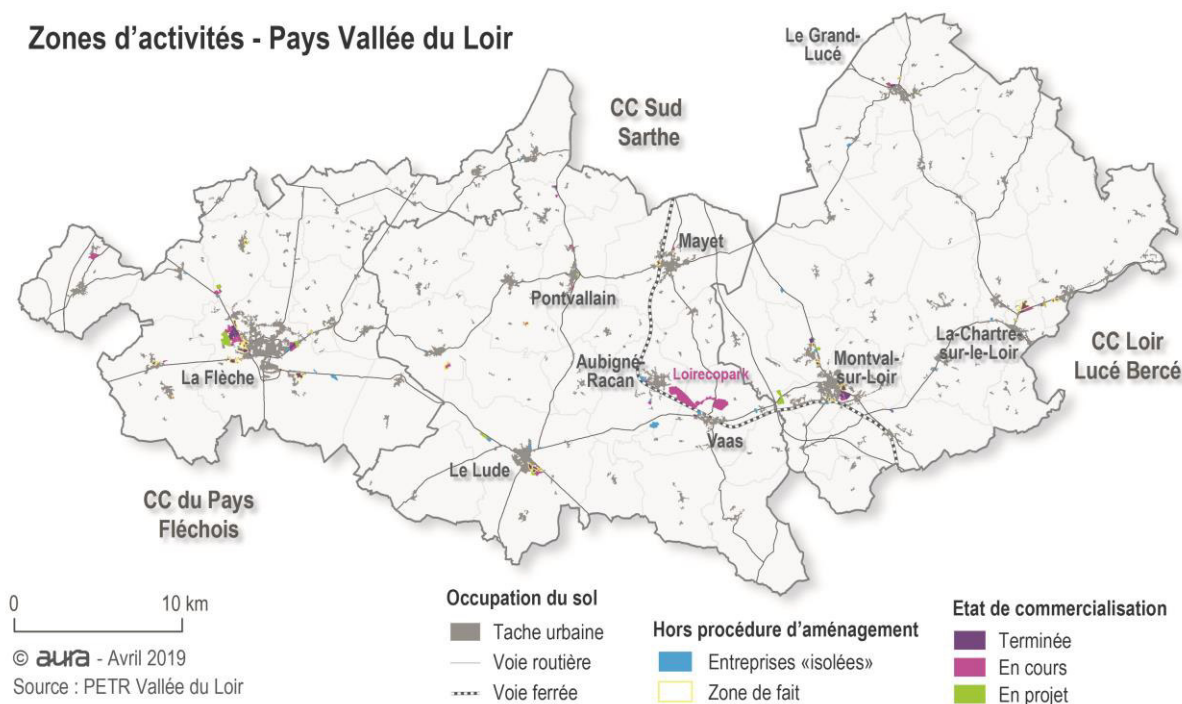 Zones d'activités - Pays Vallée du Loir
Le Grand-
Lucé
CC Sud
Sarthe
Mayet
Pontvallain
La Flèche
Aubigné
Racan
Loirecopark
Montval-
sur-Loir
La-Chartre-
sur-le-Loir
CC Loir
Lucé Bercé
Vaas
Le Lude
CC du Pays
Fléchois
0 10 km
© aura - Avril 2019
Source : PETR Vallée du Loir
Occupation du sol
Tache urbaine
Voie routière
Voie ferrée
Hors procédure d'aménagement
Entreprises «isolées»
Zone de fait
Etat de commercialisation
Terminée
En cours
En projet